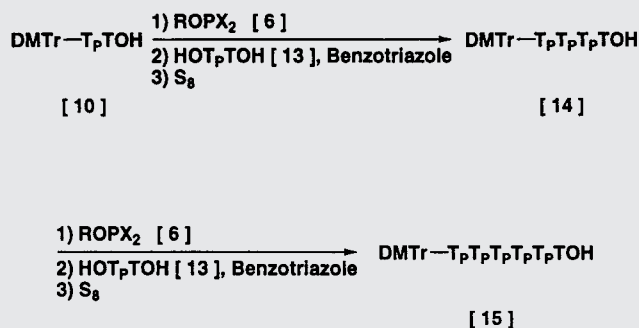 1) ROPX₂ [ 6 ]
DMTr—TₚTOH
2) HOTₚTOH [ 13 ], Benzotriazole
DMTr—TₚTₚTₚTOH
3) S₈
[ 10 ]
[ 14 ]
1) ROPX₂ [ 6 ]
2) HOTₚTOH [ 13 ], Benzotriazole
DMTr—TₚTₚTₚTₚTₚTOH
3) S₈
[ 15 ]